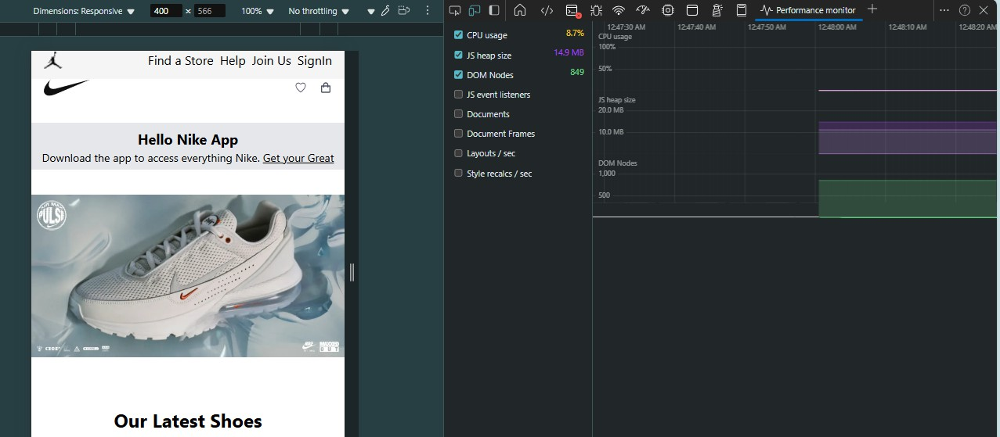 Dimensions: Responsive 400 × 566 100% No throttling
Find a Store Help Join Us SignIn
Hello Nike App
Download the app to access everything Nike. Get your Great
PULSE
Our Latest Shoes
Performance monitor
CPU usage 8.7%
JS heap size 14.9 MB
DOM Nodes 849
JS event listeners
Documents
Document Frames
Layouts / sec
Style recalcs / sec
12:47:30 AM 12:47:40 AM 12:47:50 AM 12:48:00 AM 12:48:10 AM 12:48:20 AM
CPU usage
100%
50%
JS heap size
20.0 MB
10.0 MB
DOM Nodes
1,000
500